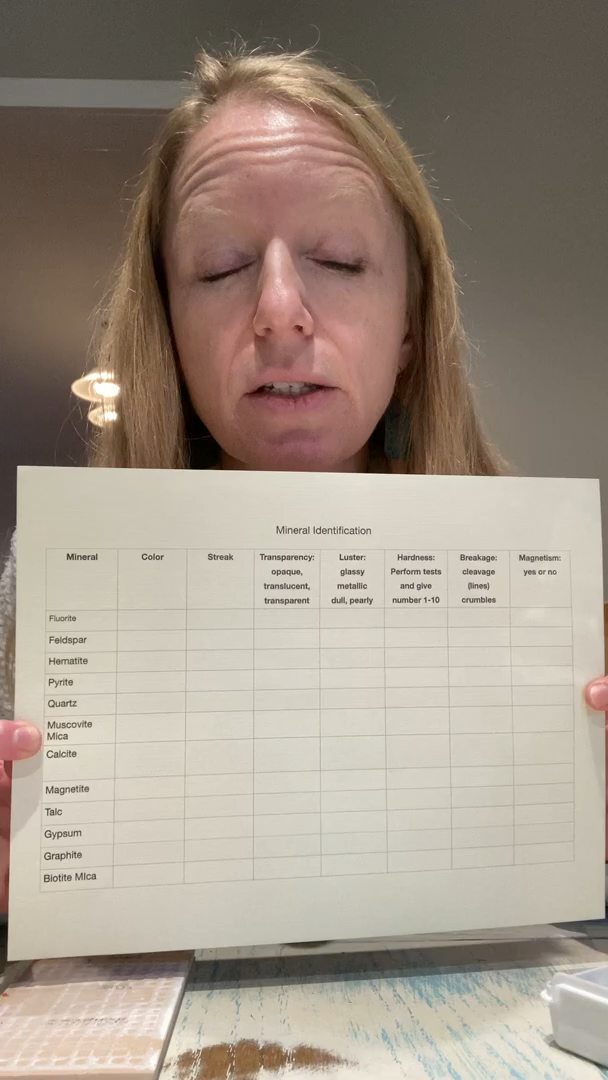 Mineral Identification
Mineral
Color
Streak
Transparency:
opaque,
translucent,
transparent
Luster:
glassy
metallic
dull, pearly
Hardness:
Perform tests
and give
number 1-10
Breakage:
cleavage
(lines)
crumbles
Magnetism:
yes or no
Fluorite
Feldspar
Hematite
Pyrite
Quartz
Muscovite
Mica
Calcite
Magnetite
Talc
Gypsum
Graphite
Biotite MIca